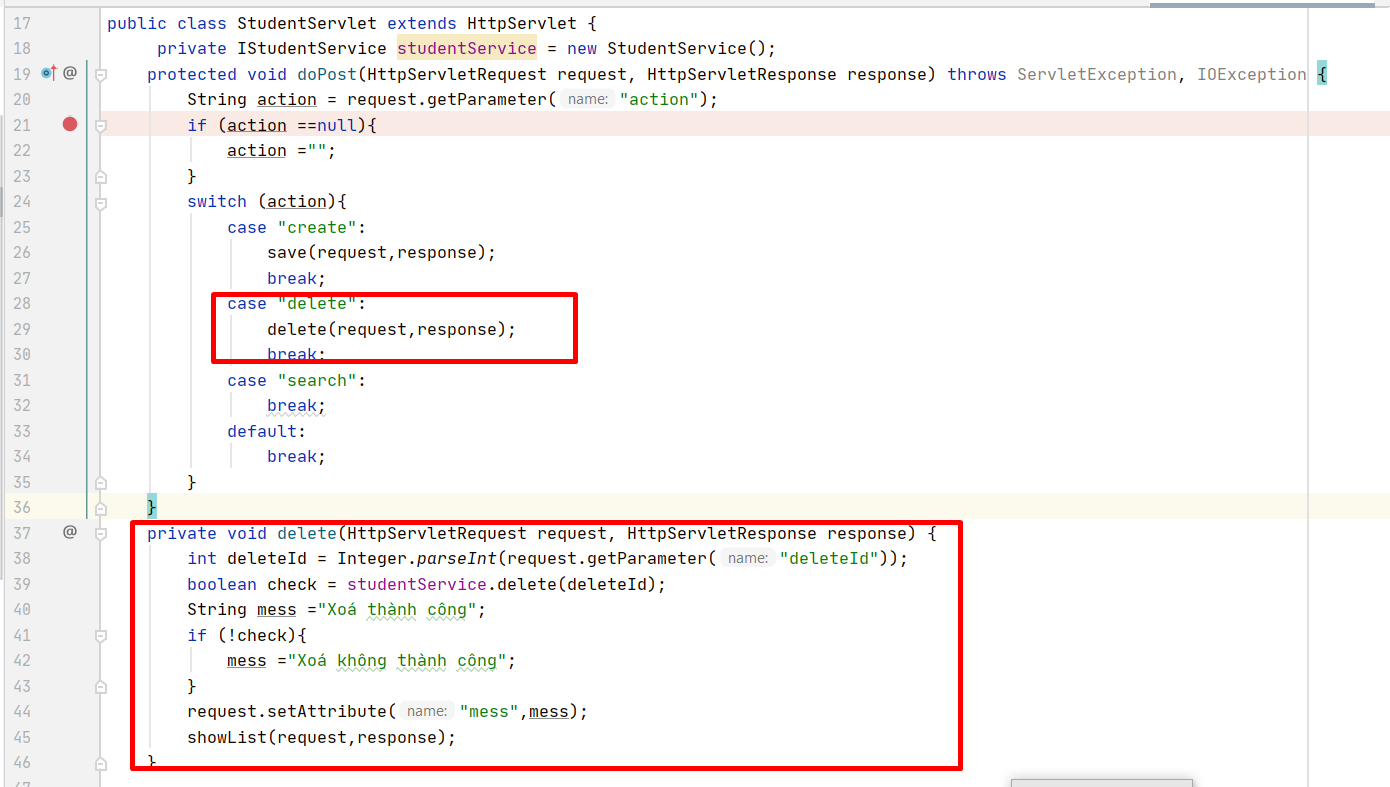 17 public class StudentServlet extends HttpServlet {
18 private IStudentService studentService = new StudentService();
19 @ protected void doPost(HttpServletRequest request, HttpServletResponse response) throws ServletException, IOException {
20 String action = request.getParameter( name: "action");
21 if (action ==null){
22 action ="";
23 }
24 switch (action){
25 case "create":
26 save(request,response);
27 break;
28 case "delete":
29 delete(request,response);
30 break;
31 case "search":
32 break;
33 default:
34 break;
35 }
36 }
37 @ private void delete(HttpServletRequest request, HttpServletResponse response) {
38 int deleteId = Integer.parseInt(request.getParameter( name: "deleteId"));
39 boolean check = studentService.delete(deleteId);
40 String mess ="Xoá thành công";
41 if (!check){
42 mess ="Xoá không thành công";
43 }
44 request.setAttribute( name: "mess",mess);
45 showList(request,response);
46 }